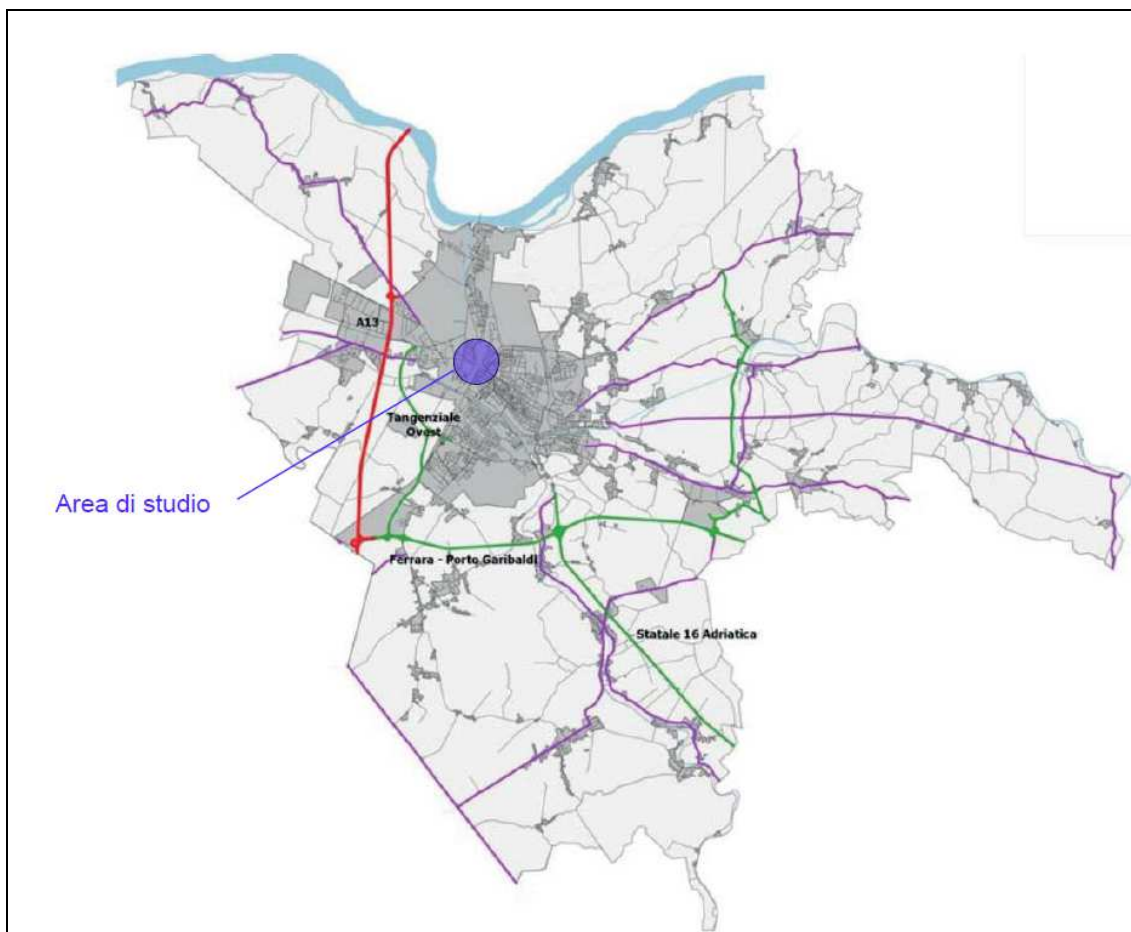 A13
Tangenziale
Ovest
Area di studio
Ferrara - Porto Garibaldi
Statale 16 Adriatica